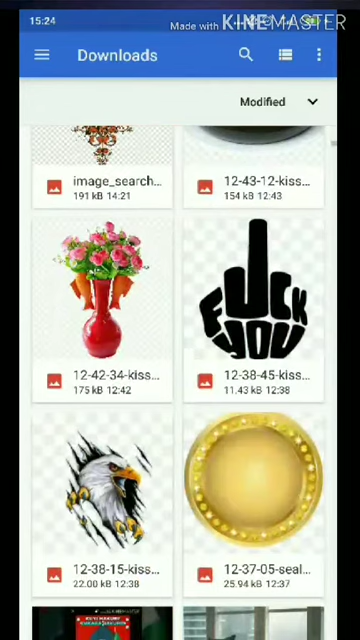 15:24
Made with KINEMASTER
Downloads
Modified
image_search...
191 kB 14:21
12-43-12-kiss...
154 kB 12:43
FUCK
YOU
12-42-34-kiss...
175 kB 12:42
12-38-45-kiss...
11.43 kB 12:38
12-38-15-kiss...
22.00 kB 12:38
12-37-05-seal...
25.94 kB 12:37